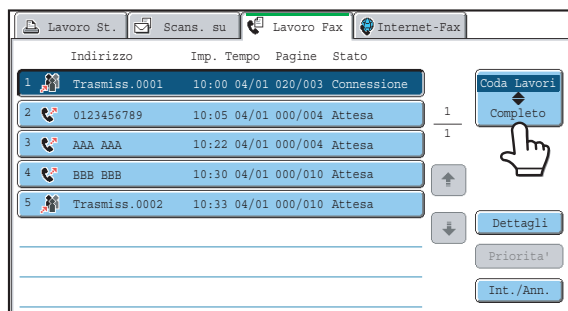 Lavoro St. Scans. su Lavoro Fax Internet-Fax
Indirizzo Imp. Tempo Pagine Stato
1 Trasmiss.0001 10:00 04/01 020/003 Connessione
Coda Lavori
Completo
2 0123456789 10:05 04/01 000/004 Attesa
1
1
3 AAA AAA 10:22 04/01 000/004 Attesa
4 BBB BBB 10:30 04/01 000/010 Attesa
5 Trasmiss.0002 10:33 04/01 000/010 Attesa
Dettagli
Priorita'
Int./Ann.